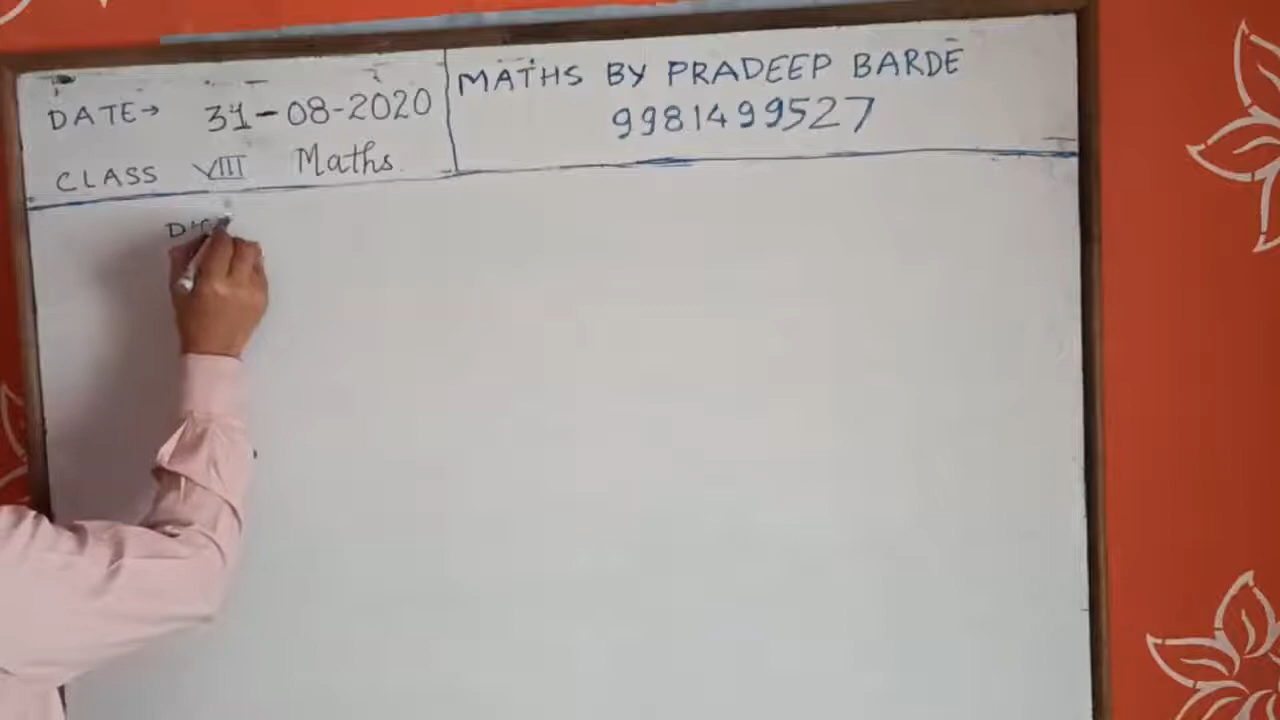 DATE→ 31-08-2020
CLASS VIII Maths
MATHS BY PRADEEP BARDE
9981499527